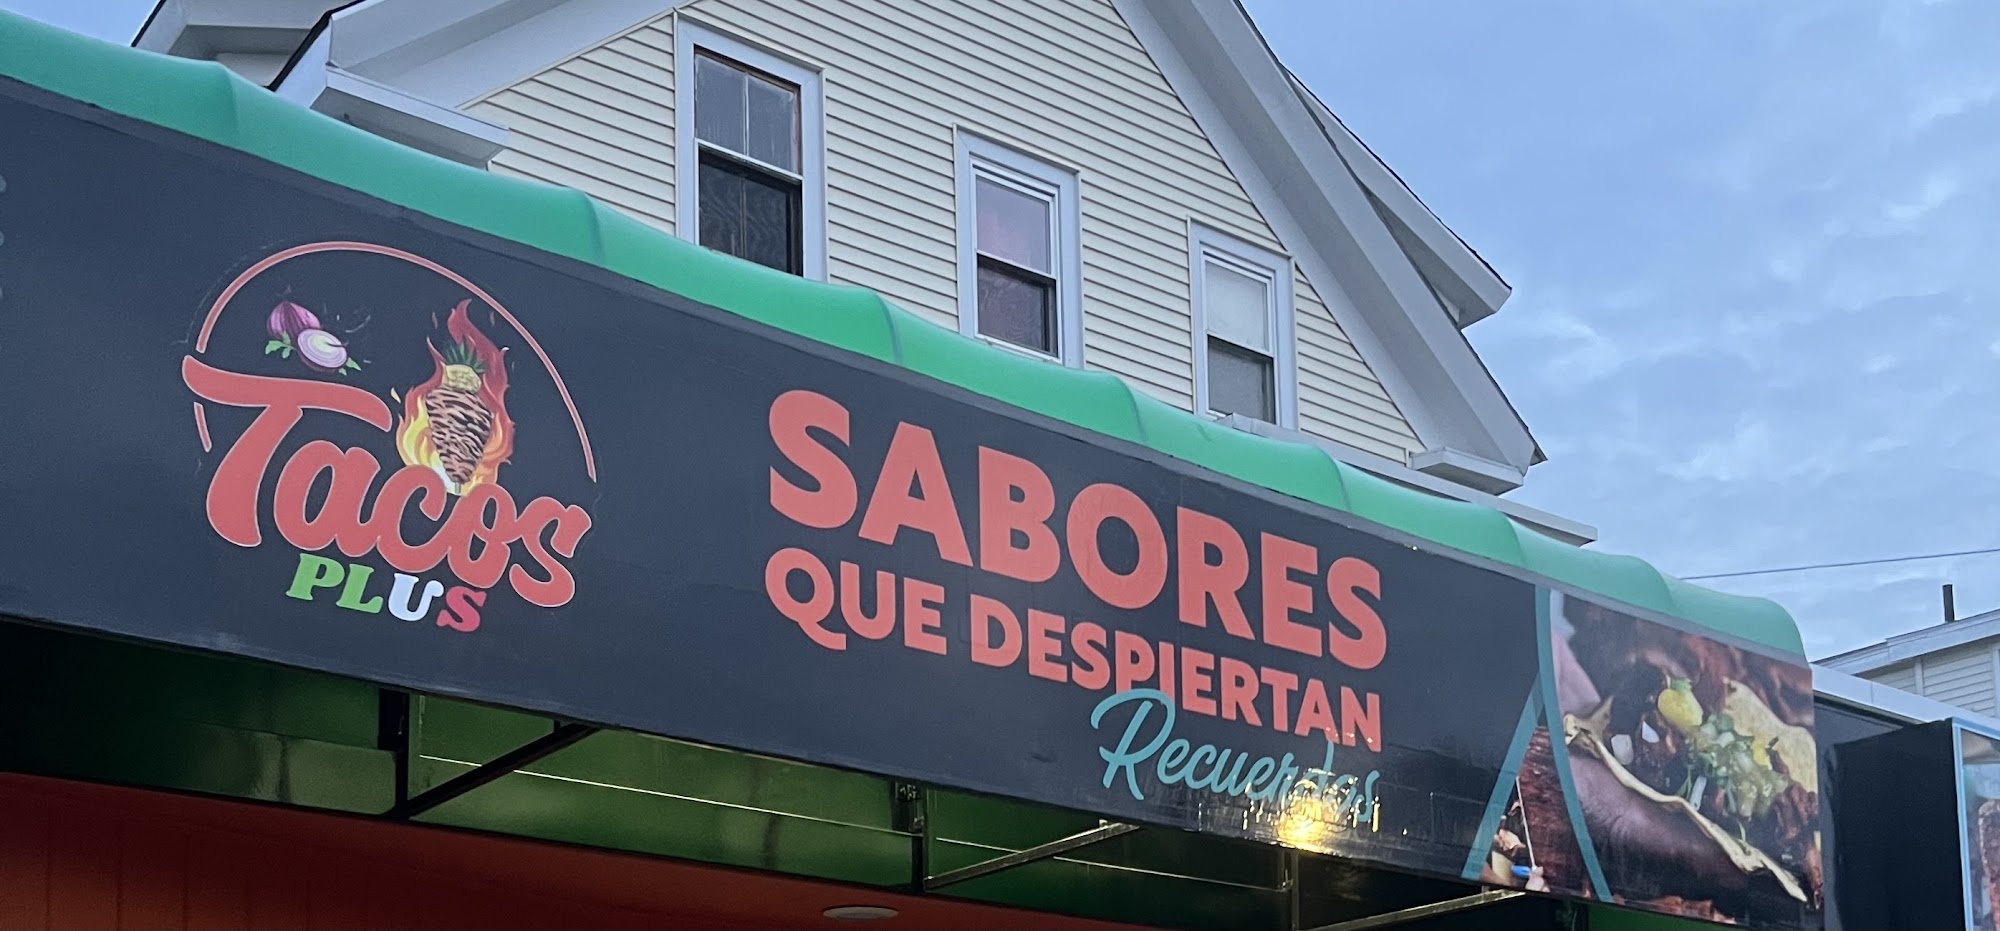 Tacos
PLUS
SABORES
QUE DESPIERTAN
Recuerdos